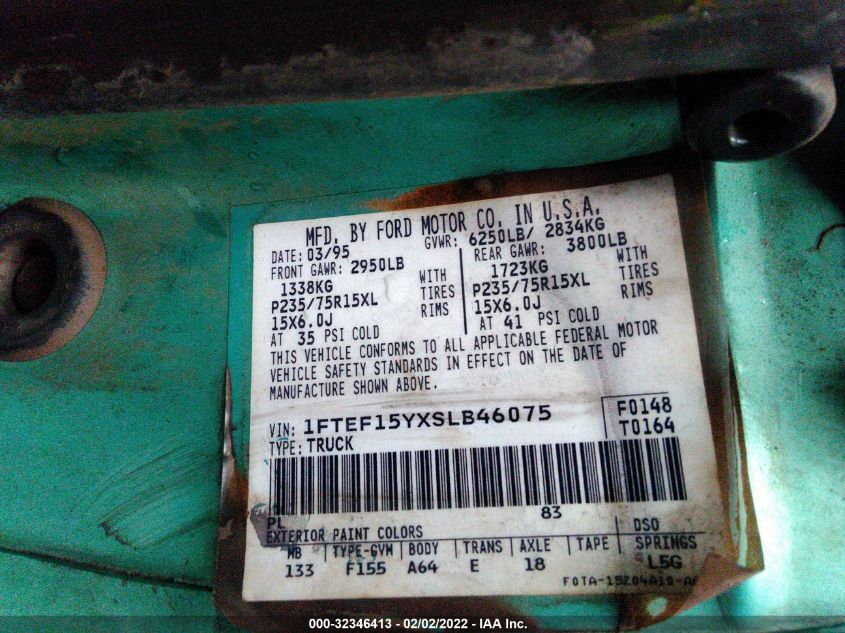 MFD. BY FORD MOTOR CO. IN U.S.A.
DATE: 03/95 GVWR: 6250LB/ 2834KG
FRONT GAWR: 2950LB REAR GAWR: 3800LB
1338KG WITH 1723KG WITH
P235/75R15XL TIRES P235/75R15XL TIRES
15X6.0J RIMS 15X6.0J RIMS
AT 35 PSI COLD AT 41 PSI COLD
THIS VEHICLE CONFORMS TO ALL APPLICABLE FEDERAL MOTOR
VEHICLE SAFETY STANDARDS IN EFFECT ON THE DATE OF
MANUFACTURE SHOWN ABOVE.
VIN: 1FTEF15YXSLB46075 F0148
TYPE: TRUCK T0164
PL 83
EXTERIOR PAINT COLORS DSO
WB TYPE-GVW BODY TRANS AXLE TAPE SPRINGS
133 F155 A64 E 18 L5G
F0TA-15204A10-A
000-32346413 - 02/02/2022 - IAA Inc.